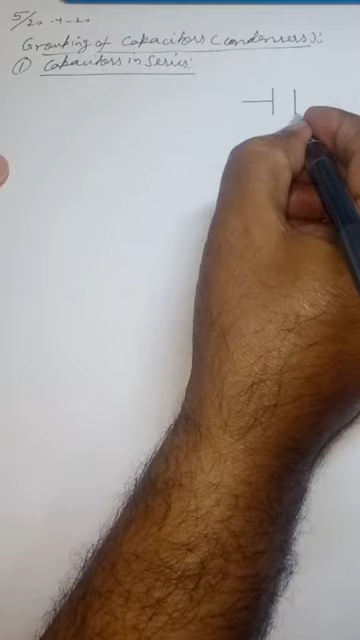 5/20-4-20
Grouping of Capacitors (Condensers):
① Capacitors in Series: